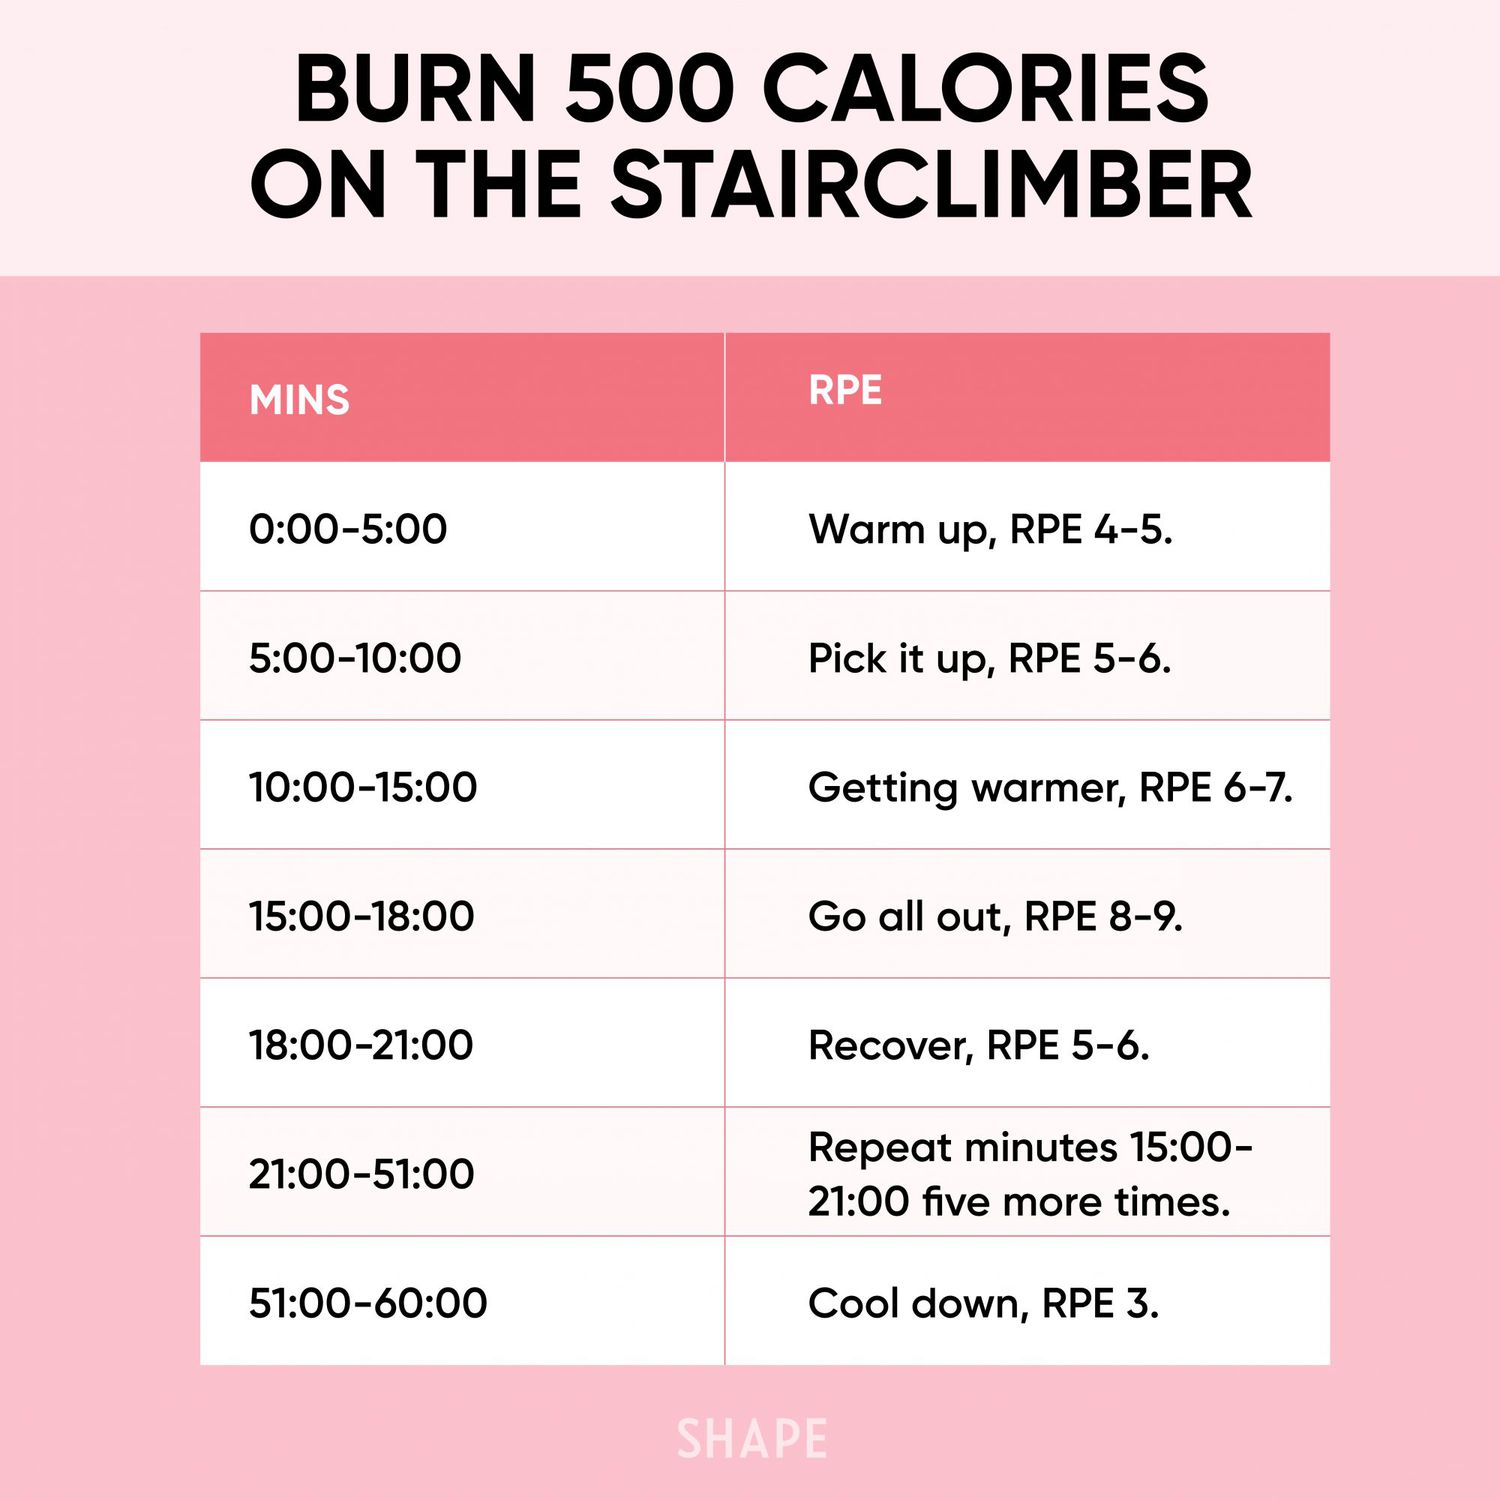 BURN 500 CALORIES
ON THE STAIRCLIMBER
MINS
RPE
0:00-5:00
Warm up, RPE 4-5.
5:00-10:00
Pick it up, RPE 5-6.
10:00-15:00
Getting warmer, RPE 6-7.
15:00-18:00
Go all out, RPE 8-9.
18:00-21:00
Recover, RPE 5-6.
21:00-51:00
Repeat minutes 15:00-
21:00 five more times.
51:00-60:00
Cool down, RPE 3.
SHAPE